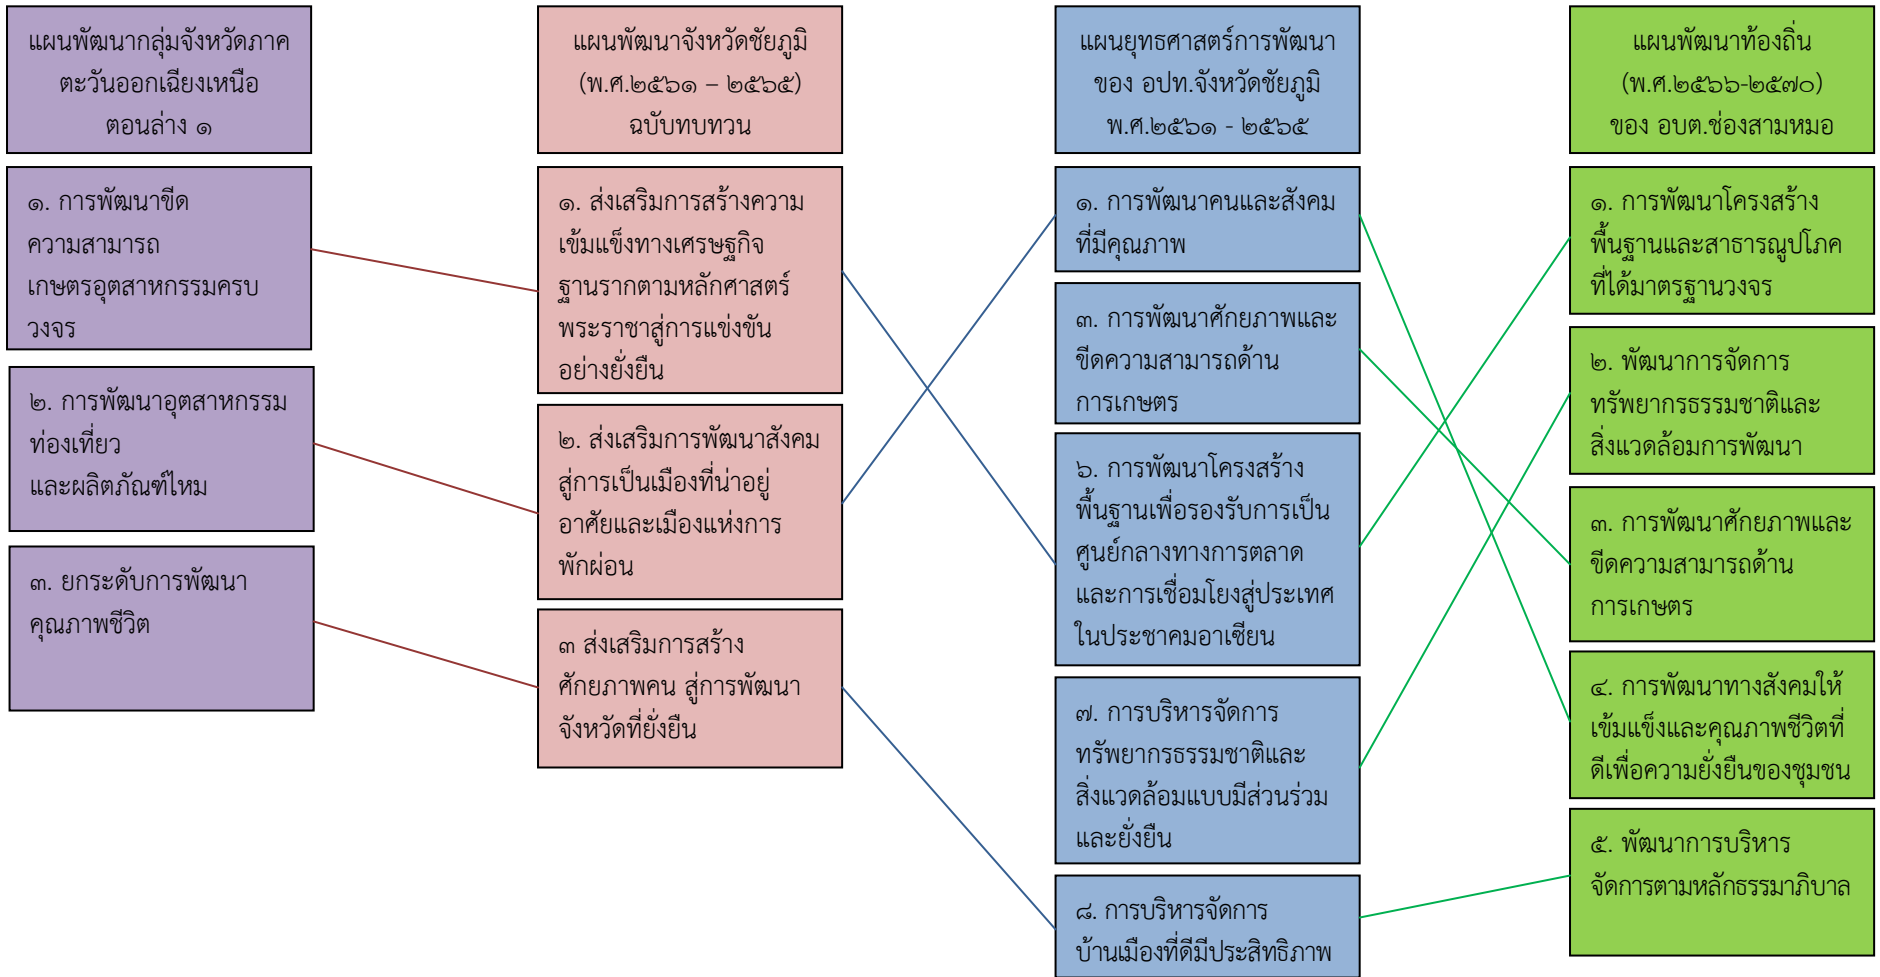 แผนพัฒนากลุ่มจังหวัดภาค
ตะวันออกเฉียงเหนือ
ตอนล่าง ๑
๑. การพัฒนาขีด
ความสามารถ
เกษตรอุตสาหกรรมครบ
วงจร
๒. การพัฒนาอุตสาหกรรม
ท่องเที่ยว
และผลิตภัณฑ์ไหม
๓. ยกระดับการพัฒนา
คุณภาพชีวิต
แผนพัฒนาจังหวัดชัยภูมิ
(พ.ศ.๒๕๖๑ – ๒๕๖๕)
ฉบับทบทวน
๑. ส่งเสริมการสร้างความ
เข้มแข็งทางเศรษฐกิจ
ฐานรากตามหลักศาสตร์
พระราชาสู่การแข่งขัน
อย่างยั่งยืน
๒. ส่งเสริมการพัฒนาสังคม
สู่การเป็นเมืองที่น่าอยู่
อาศัยและเมืองแห่งการ
พักผ่อน
๓ ส่งเสริมการสร้าง
ศักยภาพคน สู่การพัฒนา
จังหวัดที่ยั่งยืน
แผนยุทธศาสตร์การพัฒนา
ของ อปท.จังหวัดชัยภูมิ
พ.ศ.๒๕๖๑ - ๒๕๖๕
๑. การพัฒนาคนและสังคม
ที่มีคุณภาพ
๓. การพัฒนาศักยภาพและ
ขีดความสามารถด้าน
การเกษตร
๖. การพัฒนาโครงสร้าง
พื้นฐานเพื่อรองรับการเป็น
ศูนย์กลางทางการตลาด
และการเชื่อมโยงสู่ประเทศ
ในประชาคมอาเซียน
๗. การบริหารจัดการ
ทรัพยากรธรรมชาติและ
สิ่งแวดล้อมแบบมีส่วนร่วม
และยั่งยืน
๘. การบริหารจัดการ
บ้านเมืองที่ดีมีประสิทธิภาพ
แผนพัฒนาท้องถิ่น
(พ.ศ.๒๕๖๖-๒๕๗๐)
ของ อบต.ช่องสามหมอ
๑. การพัฒนาโครงสร้าง
พื้นฐานและสาธารณูปโภค
ที่ได้มาตรฐานวงจร
๒. พัฒนาการจัดการ
ทรัพยากรธรรมชาติและ
สิ่งแวดล้อมการพัฒนา
๓. การพัฒนาศักยภาพและ
ขีดความสามารถด้าน
การเกษตร
๔. การพัฒนาทางสังคมให้
เข้มแข็งและคุณภาพชีวิตที่
ดีเพื่อความยั่งยืนของชุมชน
๕. พัฒนาการบริหาร
จัดการตามหลักธรรมาภิบาล